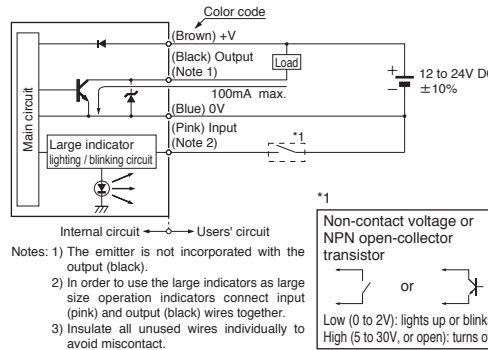 Color code
(Brown) +V
(Black) Output
(Note 1)
Load
100mA max.
+
−
12 to 24V DC
±10%
(Blue) 0V
(Pink) Input
(Note 2)
*1
Main circuit
Large indicator
lighting / blinking circuit
Internal circuit
Users' circuit
Notes: 1) The emitter is not incorporated with the
output (black).
2) In order to use the large indicators as large
size operation indicators connect input
(pink) and output (black) wires together.
3) Insulate all unused wires individually to
avoid miscontact.
*1
Non-contact voltage or
NPN open-collector
transistor
or
Low (0 to 2V): lights up or blinks
High (5 to 30V, or open): turns